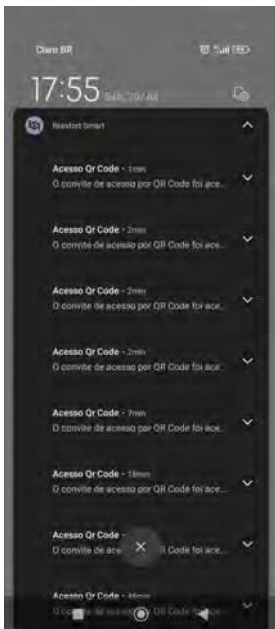 Claro BR
17:55
Smart
Acesso Qr Code • 1min
O convite de acesso por QR Code foi ace...
Acesso Qr Code • 2min
O convite de acesso por QR Code foi ace...
Acesso Qr Code • 2min
O convite de acesso por QR Code foi ace...
Acesso Qr Code • 2min
O convite de acesso por QR Code foi ace...
Acesso Qr Code • 7min
O convite de acesso por QR Code foi ace...
Acesso Qr Code •
O convite de acesso por QR Code foi ace...
Acesso Qr Code •
O convite de QR Code foi ace...
Acesso Qr Code •